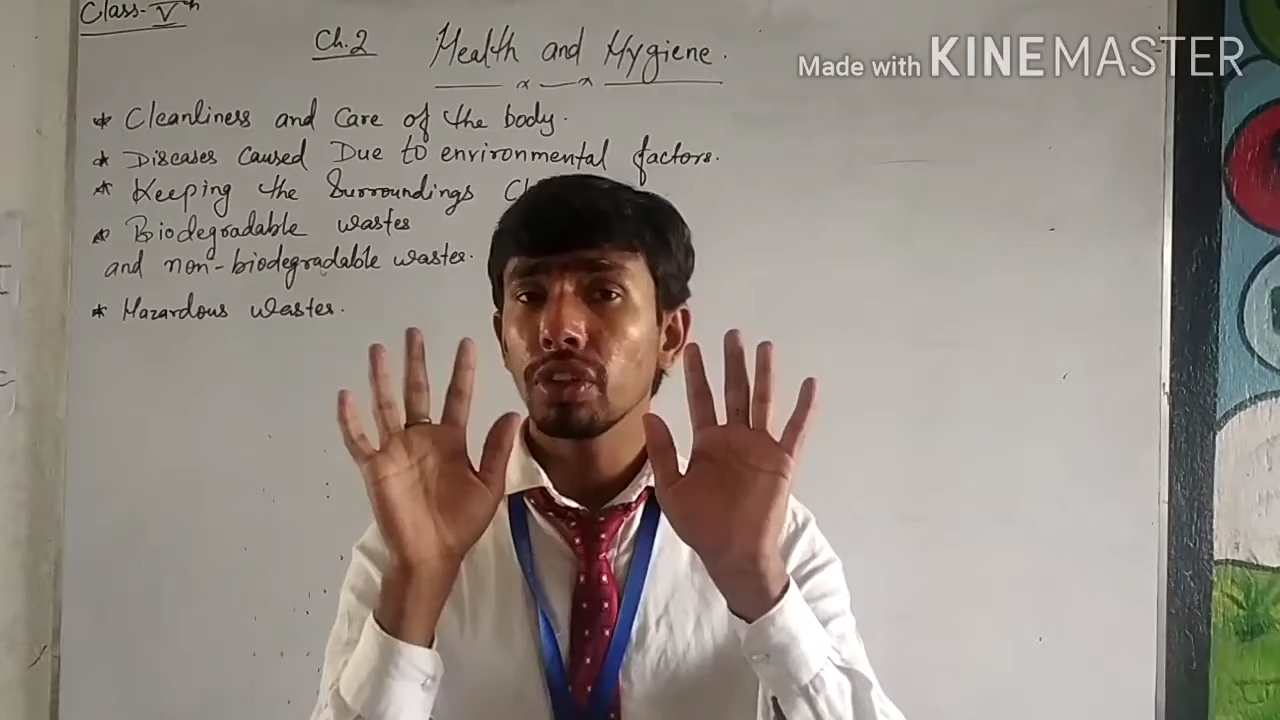 Class-Vth
Ch.2 Health and Hygiene.
Made with KINEMASTER
* Cleanliness and care of the body.
* Diseases caused Due to environmental factors.
* Keeping the Surroundings
* Biodegradable wastes
and non-biodegradable wastes.
* Hazardous wastes.